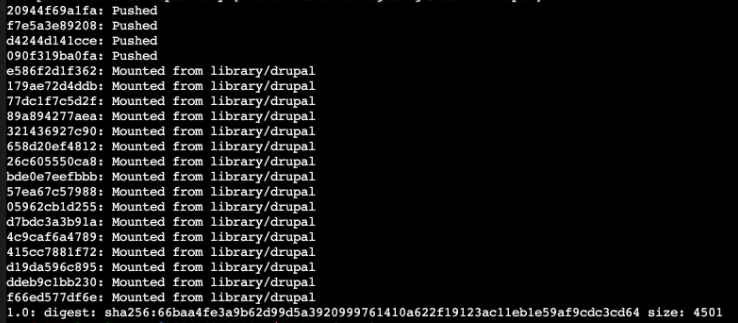 20944f69a1fa: Pushed
f7e5a3e89208: Pushed
d4244d141cce: Pushed
090f319ba0fa: Pushed
e586f2d1f362: Mounted from library/drupal
179ae72d4ddb: Mounted from library/drupal
77dc1f7c5d2f: Mounted from library/drupal
89a894277aea: Mounted from library/drupal
321436927c90: Mounted from library/drupal
658d20ef4812: Mounted from library/drupal
26c605550ca8: Mounted from library/drupal
bde0e7eefbbb: Mounted from library/drupal
57ea67c57988: Mounted from library/drupal
05962cb1d255: Mounted from library/drupal
d7bdc3a3b91a: Mounted from library/drupal
4c9caf6a4789: Mounted from library/drupal
415cc7881f72: Mounted from library/drupal
d19da596c895: Mounted from library/drupal
ddeb9c1bb230: Mounted from library/drupal
f66ed577df6e: Mounted from library/drupal
1.0: digest: sha256:66baa4fe3a9b62d99d5a3920999761410a622f19123ac11eb1e59af9cdc3cd64 size: 4501